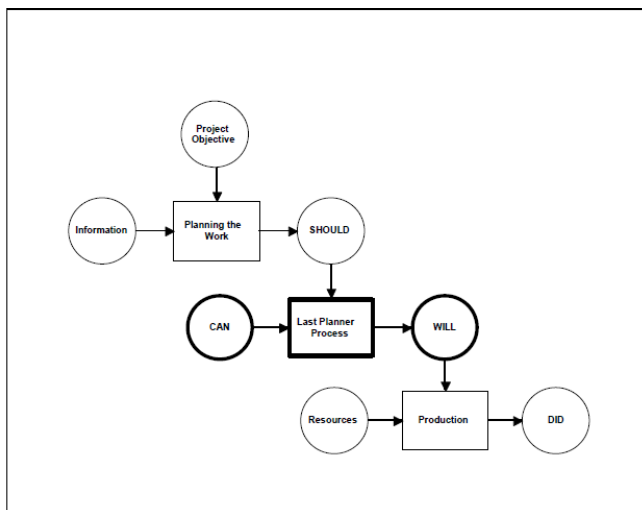 Project
Objective
Information
Planning the
Work
SHOULD
CAN
Last Planner
Process
WILL
Resources
Production
DID